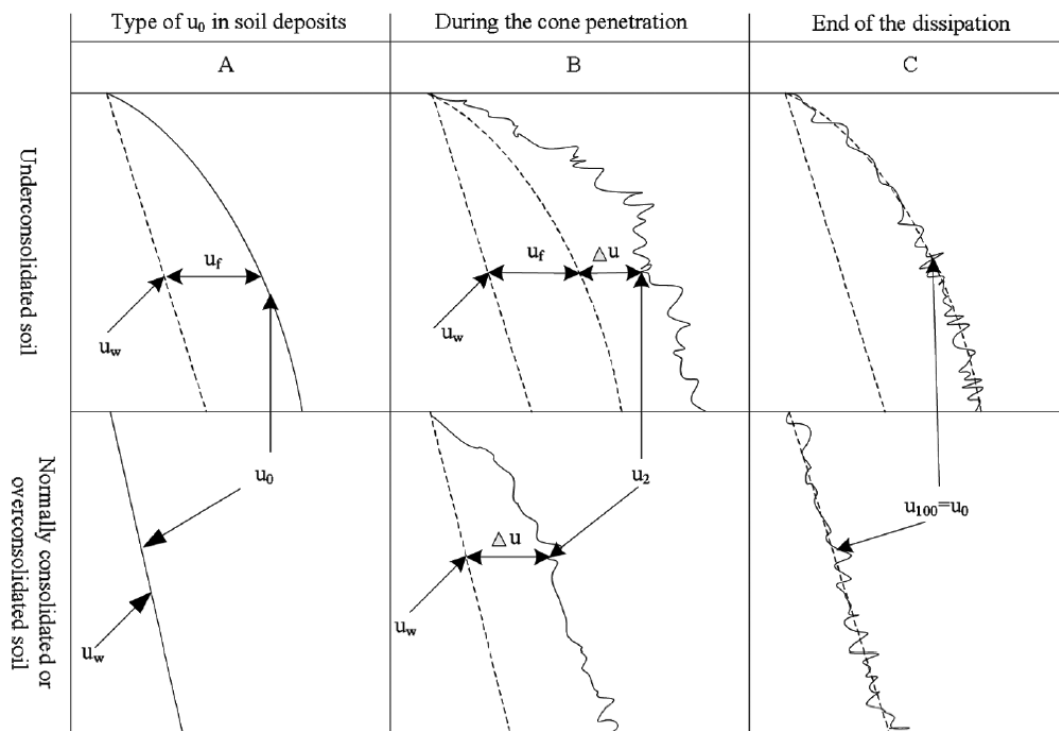 Type of u0 in soil deposits
During the cone penetration
End of the dissipation
A
B
C
Underconsolidated soil
uf
uw
uf
△u
uw
Normally consolidated or
overconsolidated soil
u0
uw
u2
△u
uw
u100=u0